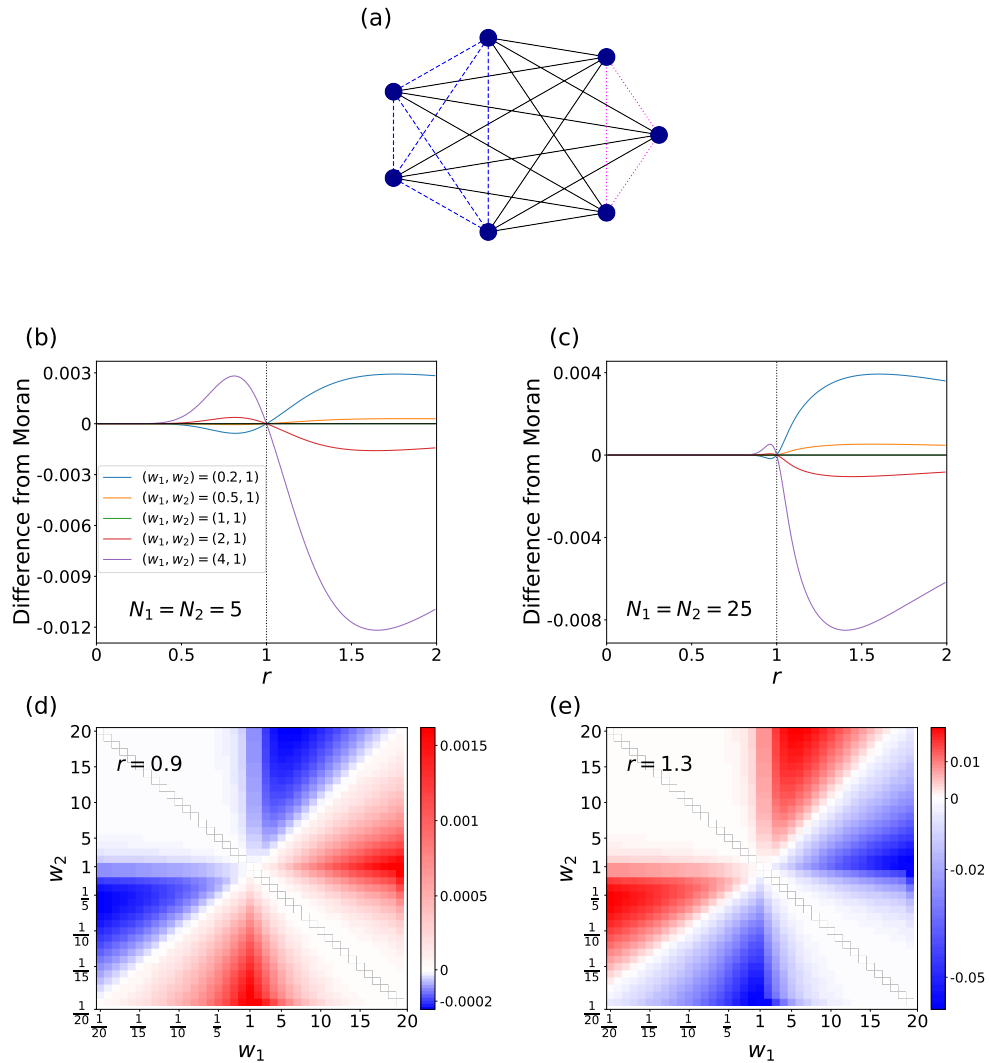 (a)
(b)
(c)
Difference from Moran
0.003
0
-0.003
-0.006
-0.009
-0.012
(w₁, w₂) = (0.2, 1)
(w₁, w₂) = (0.5, 1)
(w₁, w₂) = (1, 1)
(w₁, w₂) = (2, 1)
(w₁, w₂) = (4, 1)
N₁ = N₂ = 5
0 0.5 1 1.5 2
r
Difference from Moran
0.004
0
-0.004
-0.008
N₁ = N₂ = 25
0 0.5 1 1.5 2
r
(d)
(e)
w₂
20
15
10
5
1
1/5
1/10
1/15
1/20
r = 0.9
1/20 1/15 1/10 1/5 1 5 10 15 20
w₁
0.0015
0.001
0.0005
0
-0.0002
w₂
20
15
10
5
1
1/5
1/10
1/15
1/20
r = 1.3
1/20 1/15 1/10 1/5 1 5 10 15 20
w₁
0.01
0
-0.02
-0.05